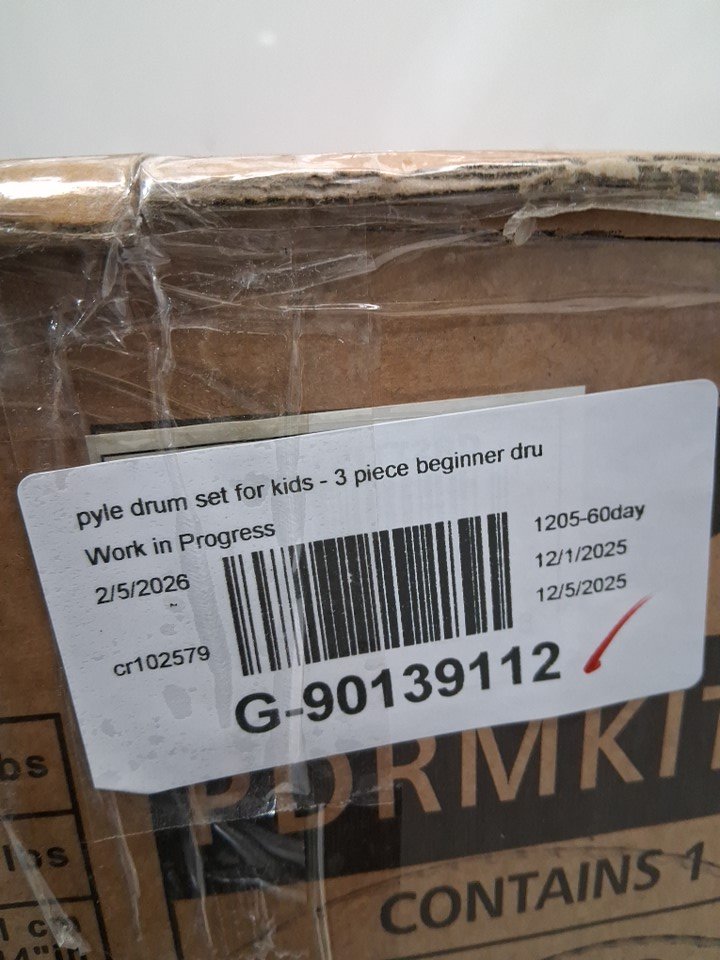 pyle drum set for kids - 3 piece beginner dru
Work in Progress
1205-60day
2/5/2026
12/1/2025
12/5/2025
cr102579
G-90139112
PDRMKIT
CONTAINS 1
bs
lbs
cm